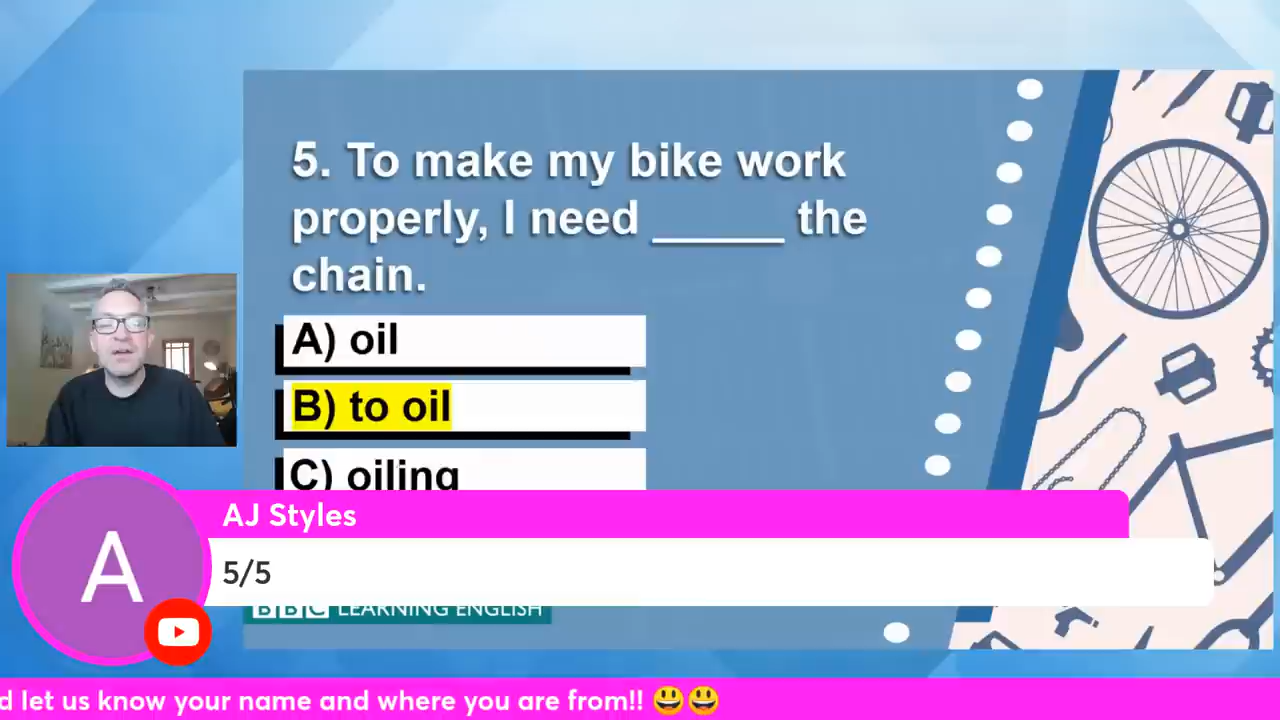 5. To make my bike work
properly, I need _____ the
chain.
A) oil
B) to oil
C) oiling
AJ Styles
A
5/5
BBC LEARNING ENGLISH
d let us know your name and where you are from!! 😃😃